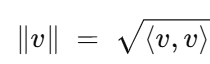 ‖v‖ = √⟨v, v⟩